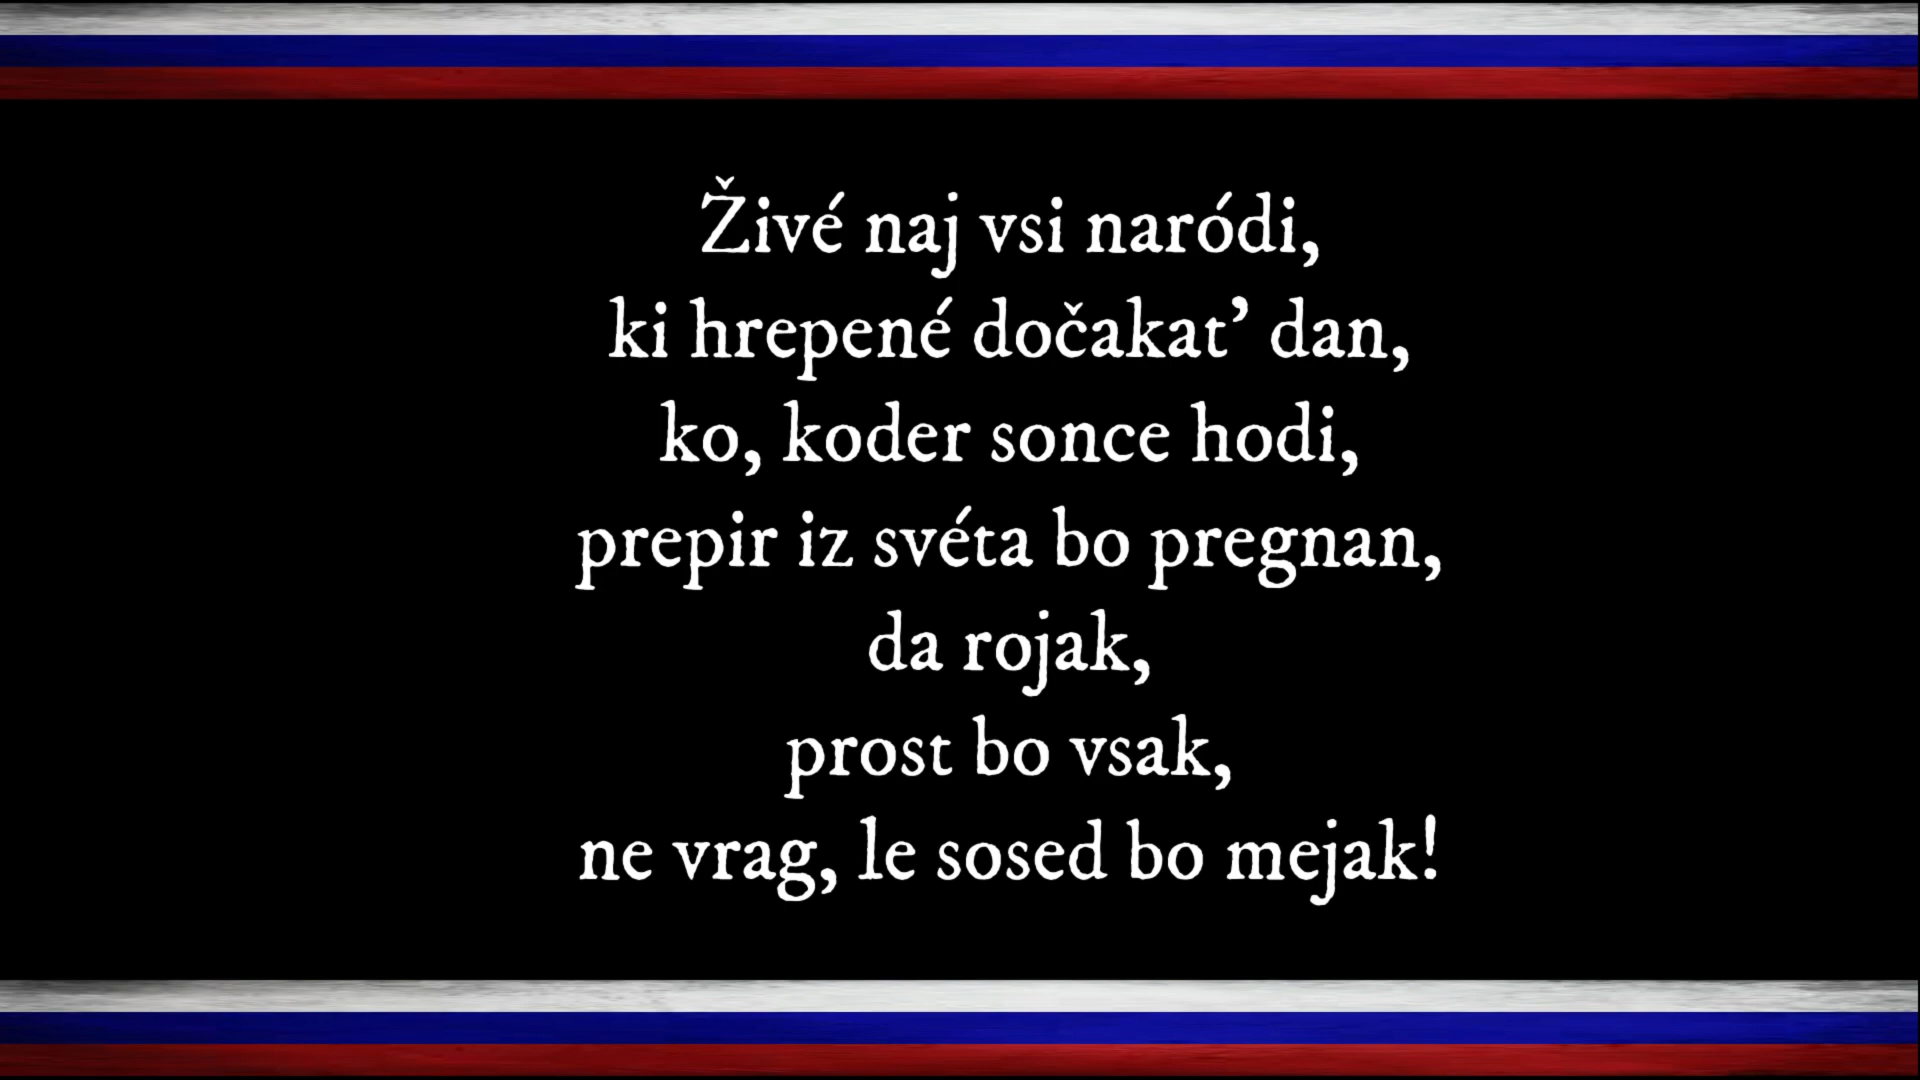 Živé naj vsi naródi,
ki hrepené dočakat’ dan,
ko, koder sonce hodi,
prepir iz svéta bo pregnan,
da rojak,
prost bo vsak,
ne vrag, le sosed bo mejak!